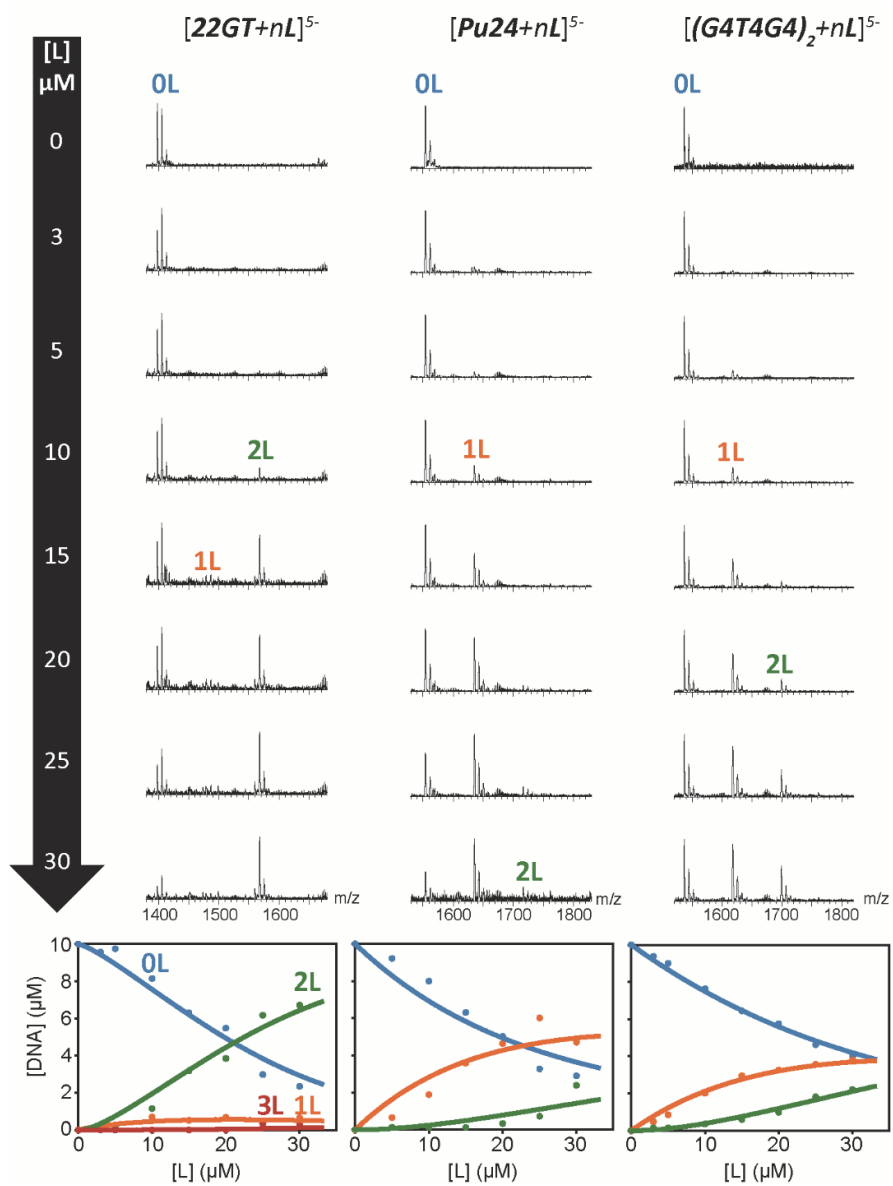 [22GT+nL]5- [Pu24+nL]5- [(G4T4G4)2+nL]5-
[L]
µM
0L 0L 0L
0
3
5
10
2L 1L 1L
15
1L
20
2L
25
30
2L
m/z m/z m/z
1400 1500 1600 1600 1700 1800 1600 1700 1800
[DNA] (µM)
10
8
6
4
2
0
0L
2L
3L 1L
0 10 20 30 0 10 20 30 0 10 20 30
[L] (µM) [L] (µM) [L] (µM)